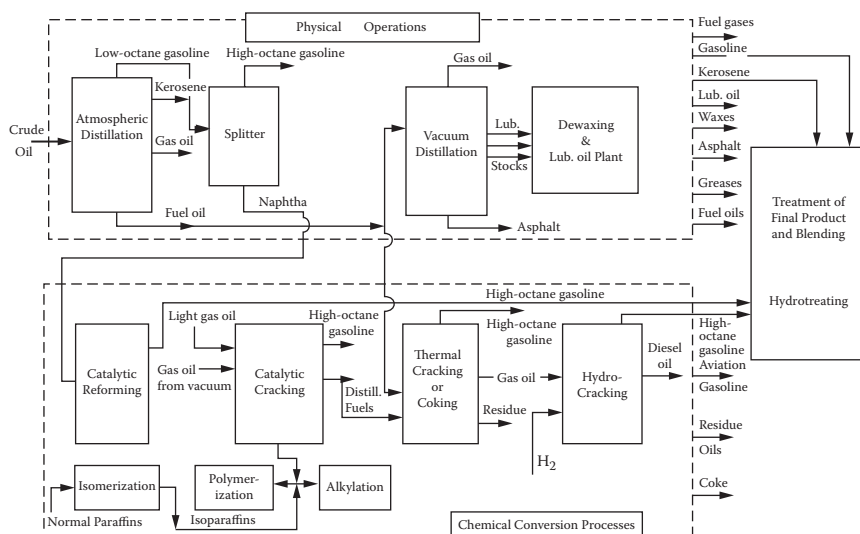 Physical Operations
Low-octane gasoline
High-octane gasoline
Kerosene
Atmospheric
Distillation
Gas oil
Crude
Oil
Splitter
Naphtha
Fuel oil
Gas oil
Vacuum
Distillation
Lub.
Stocks
Dewaxing
&
Lub. oil Plant
Asphalt
Fuel gases
Gasoline
Kerosene
Lub. oil
Waxes
Asphalt
Greases
Fuel oils
Treatment of
Final Product
and Blending
Hydrotreating
High-octane gasoline
Light gas oil
High-octane
gasoline
High-octane
gasoline
Catalytic
Reforming
Gas oil
from vacuum
Catalytic
Cracking
Distill.
Fuels
Thermal
Cracking
or
Coking
Gas oil
Residue
Hydro-
Cracking
H2
Diesel
oil
High-
octane
gasoline
Aviation
Gasoline
Residue
Oils
Coke
Isomerization
Normal Paraffins
Isoparaffins
Polymer-
ization
Alkylation
Chemical Conversion Processes